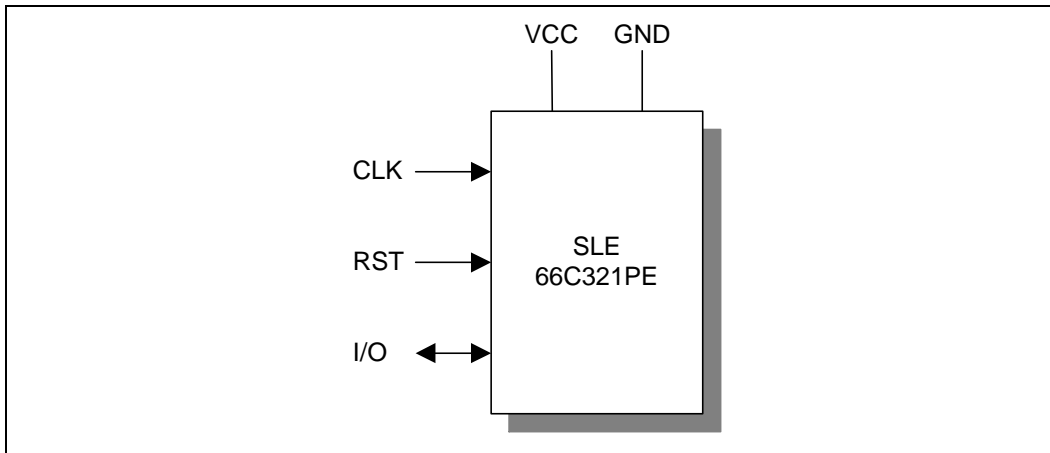 VCC GND
CLK
RST
SLE
66C321PE
I/O